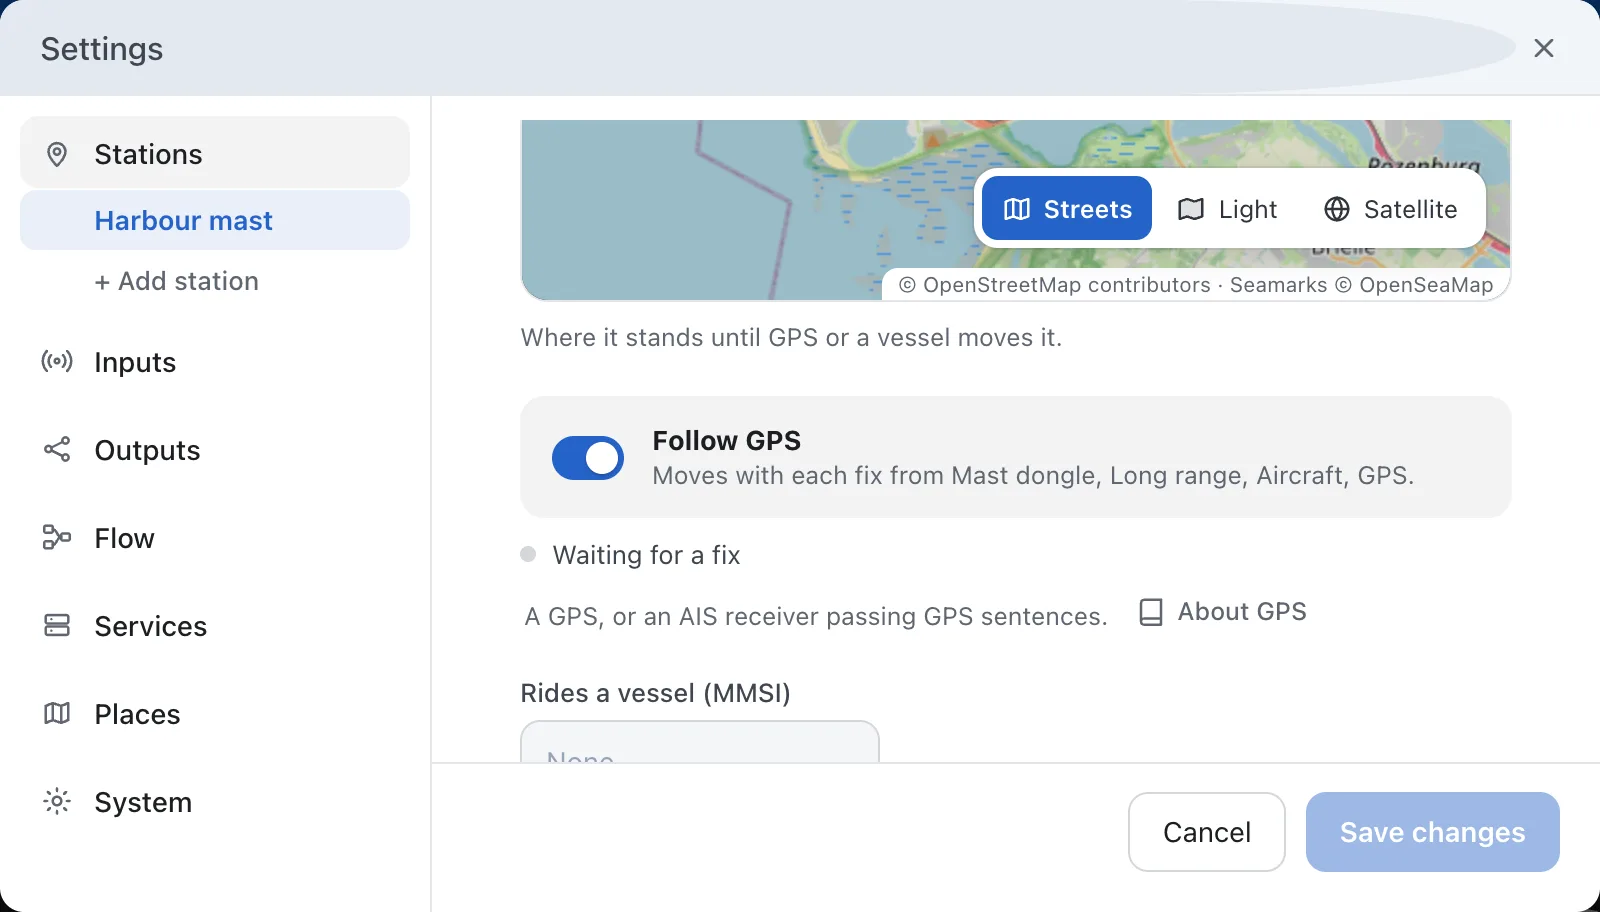 Settings
Stations
Harbour mast
+ Add station
Inputs
Outputs
Flow
Services
Places
System
Rozenburg
Streets
Light
Satellite
Brielle
© OpenStreetMap contributors · Seamarks © OpenSeaMap
Where it stands until GPS or a vessel moves it.
Follow GPS
Moves with each fix from Mast dongle, Long range, Aircraft, GPS.
Waiting for a fix
A GPS, or an AIS receiver passing GPS sentences.
About GPS
Rides a vessel (MMSI)
None
Cancel
Save changes